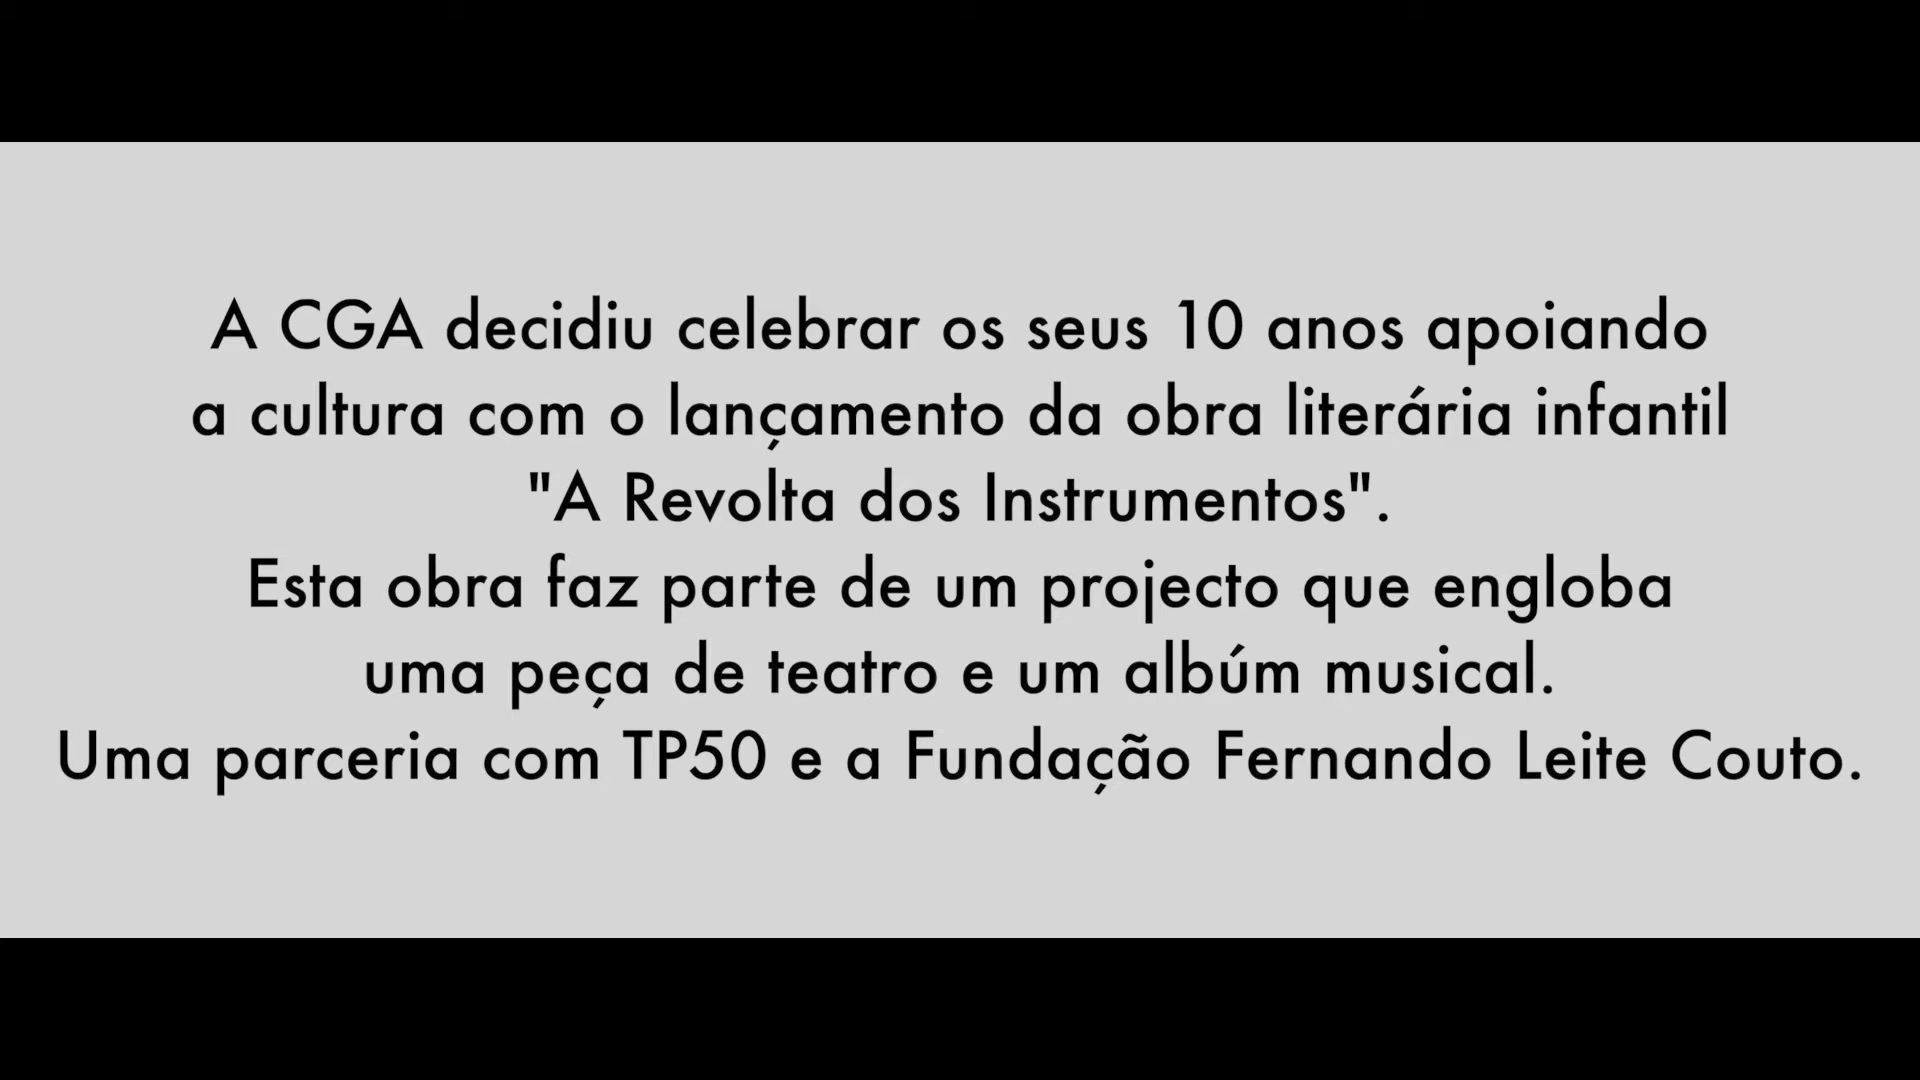 A CGA decidiu celebrar os seus 10 anos apoiando
a cultura com o lançamento da obra literária infantil
"A Revolta dos Instrumentos".
Esta obra faz parte de um projecto que engloba
uma peça de teatro e um albúm musical.
Uma parceria com TP50 e a Fundação Fernando Leite Couto.